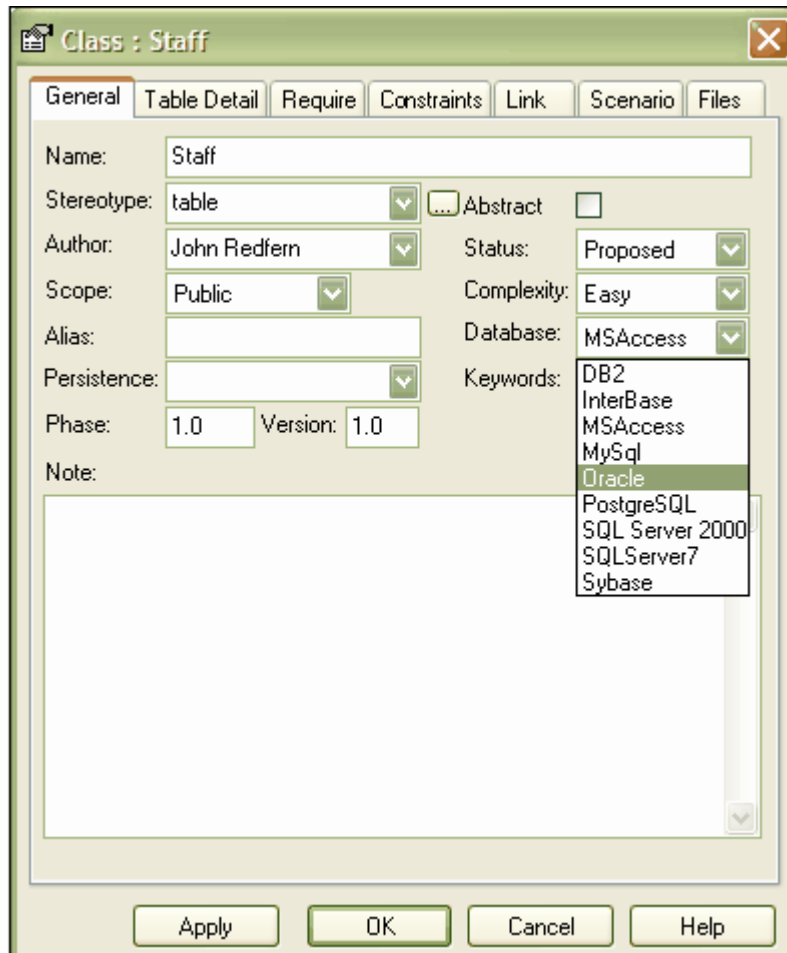 Class : Staff
General Table Detail Require Constraints Link Scenario Files
Name: Staff
Stereotype: table ... Abstract
Author: John Redfern Status: Proposed
Scope: Public Complexity: Easy
Alias: Database: MSAccess
Persistence: Keywords:
Phase: 1.0 Version: 1.0
Note:
DB2
InterBase
MSAccess
MySql
Oracle
PostgreSQL
SQL Server 2000
SQLServer7
Sybase
Apply OK Cancel Help